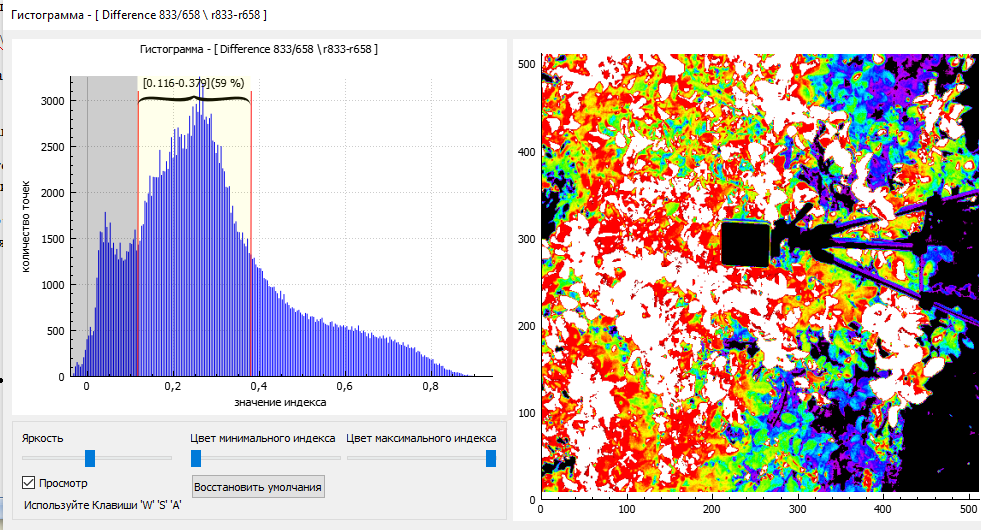 Гистограмма - [ Difference 833/658 \ r833-r658 ]
Гистограмма - [ Difference 833/658 \ r833-r658 ]
[0.116-0.379](59 %)
3000
2500
2000
1500
1000
500
0
количество точек
0
0,2
0,4
0,6
0,8
значение индекса
500
400
300
200
100
0
0
100
200
300
400
500
Яркость
Цвет минимального индекса
Цвет максимального индекса
Просмотр
Восстановить умолчания
Используйте Клавиши 'W' 'S' 'A'